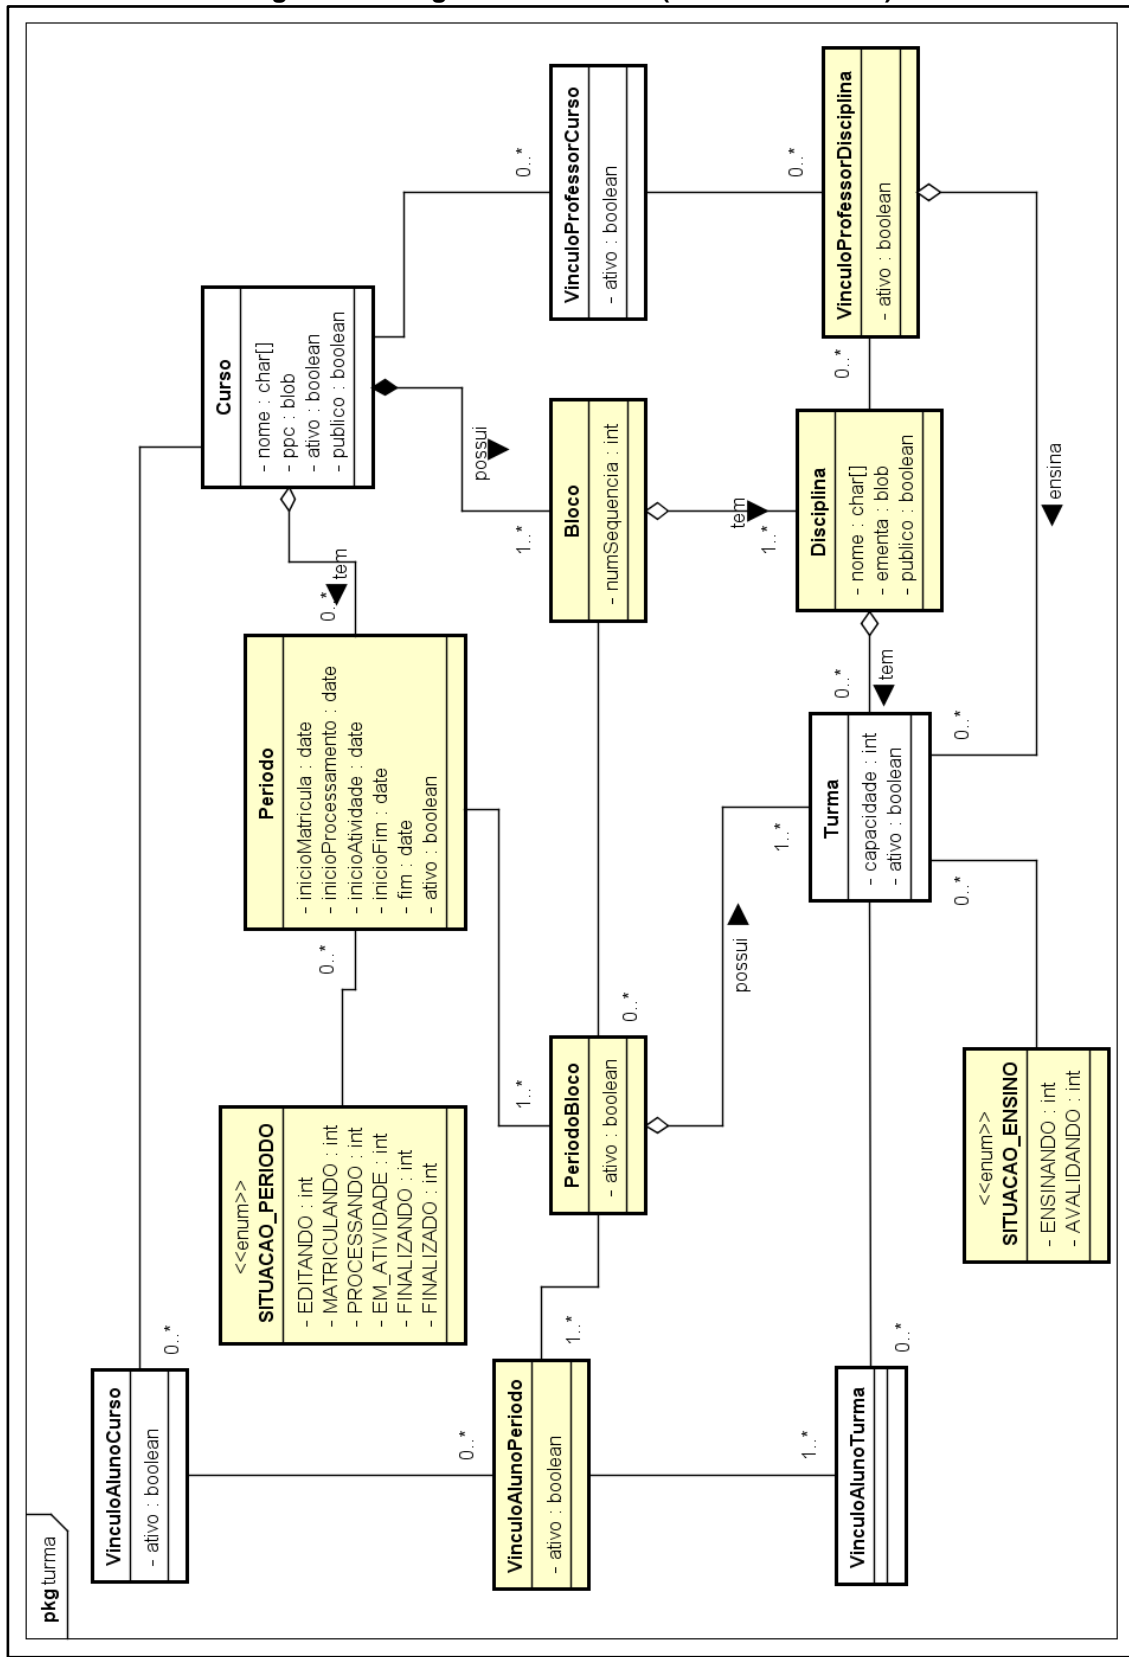 pkg turma
VinculoAlunoCurso
- ativo : boolean
0..*
Curso
- nome : char[]
- ppc : blob
- ativo : boolean
- publico : boolean
SITUACAO_PERIODO
<<enum>>
- EDITANDO : int
- MATRICULANDO : int
- PROCESSANDO : int
- EM_ATIVIDADE : int
- FINALIZANDO : int
- FINALIZADO : int
0..*
Periodo
- inicioMatricula : date
- inicioProcessamento : date
- inicioAtividade : date
- inicioFim : date
- fim : date
- ativo : boolean
0..*
tem
possui
0..*
VinculoAlunoPeriodo
- ativo : boolean
1..*
1..*
PeriodoBloco
- ativo : boolean
0..*
Bloco
- numSequencia : int
1..*
VinculoProfessorCurso
- ativo : boolean
0..*
1..*
VinculoAlunoTurma
0..*
possui
1..*
Turma
- capacidade : int
- ativo : boolean
0..*
tem
Disciplina
- nome : char[]
- ementa : blob
- publico : boolean
tem
1..*
0..*
VinculoProfessorDisciplina
- ativo : boolean
0..*
<<enum>>
SITUACAO_ENSINO
- ENSINANDO : int
- AVALIDANDO : int
0..*
0..*
ensina